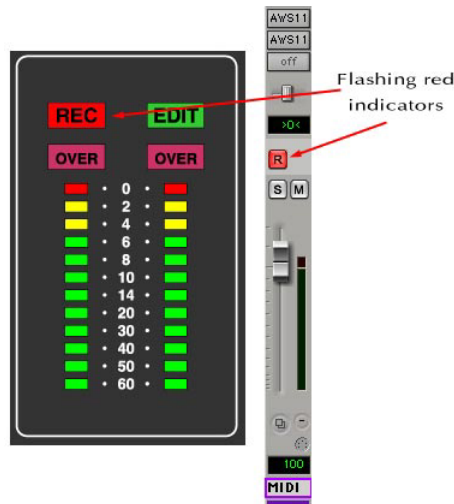 REC
EDIT
OVER
OVER
0
2
4
6
8
10
14
20
30
40
50
60
AWS11
AWS11
off
>0<
R
S M
100
MIDI
Flashing red
indicators